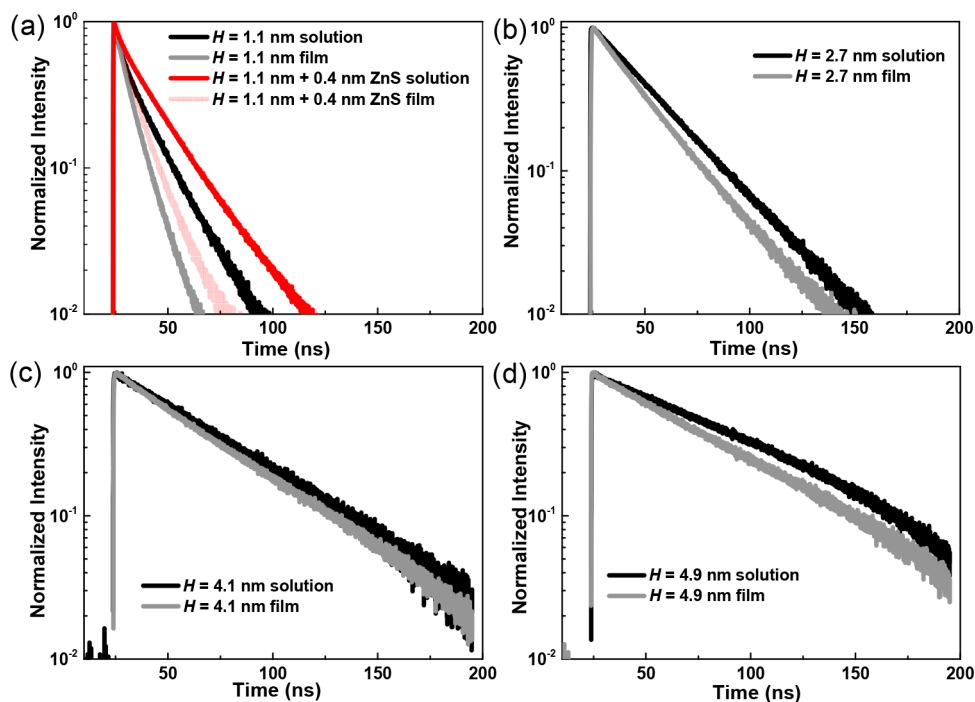 (a)
Normalized Intensity
10⁰
10⁻¹
10⁻²
H = 1.1 nm solution
H = 1.1 nm film
H = 1.1 nm + 0.4 nm ZnS solution
H = 1.1 nm + 0.4 nm ZnS film
50 100 150 200
Time (ns)
(b)
Normalized Intensity
10⁰
10⁻¹
10⁻²
H = 2.7 nm solution
H = 2.7 nm film
50 100 150 200
Time (ns)
(c)
Normalized Intensity
10⁰
10⁻¹
10⁻²
H = 4.1 nm solution
H = 4.1 nm film
50 100 150 200
Time (ns)
(d)
Normalized Intensity
10⁰
10⁻¹
10⁻²
H = 4.9 nm solution
H = 4.9 nm film
50 100 150 200
Time (ns)